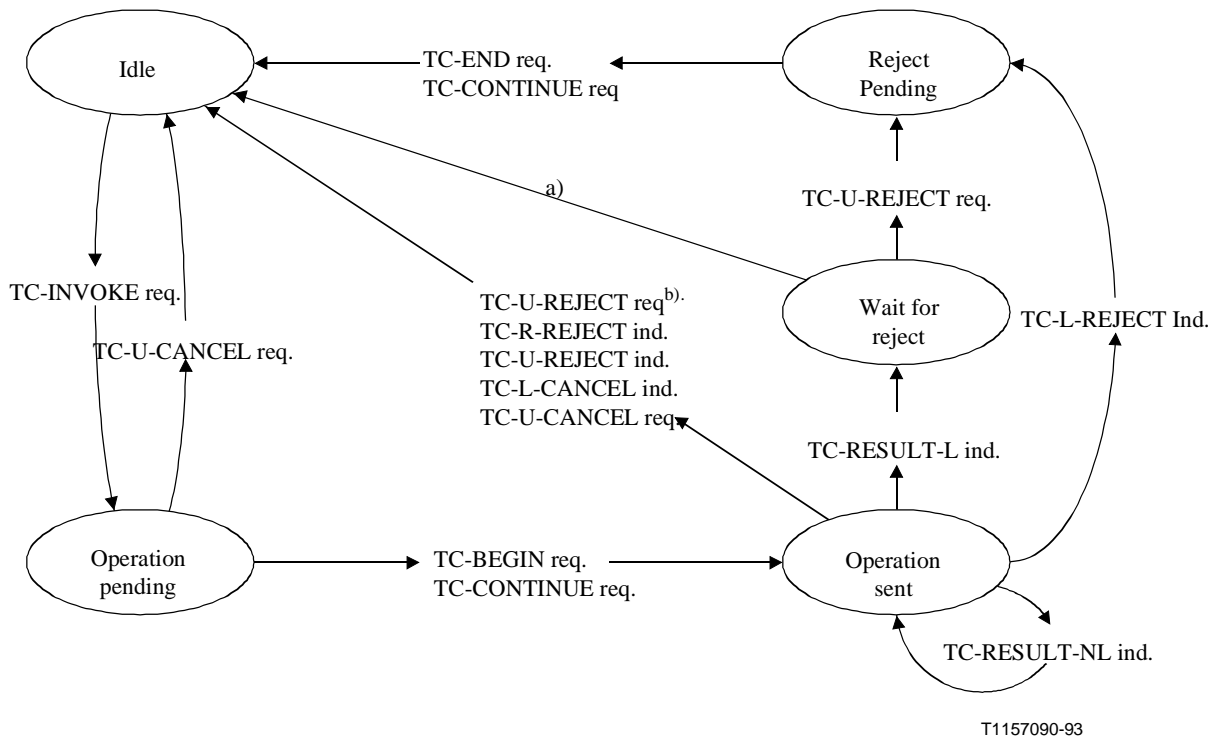 Idle
TC-END req.
TC-CONTINUE req
Reject
Pending
a)
TC-U-REJECT req.
TC-INVOKE req.
TC-U-CANCEL req.
TC-U-REJECT req b).
TC-R-REJECT ind.
TC-U-REJECT ind.
TC-L-CANCEL ind.
TC-U-CANCEL req.
Wait for
reject
TC-L-REJECT Ind.
TC-RESULT-L ind.
Operation
pending
TC-BEGIN req.
TC-CONTINUE req.
Operation
sent
TC-RESULT-NL ind.
T1157090-93